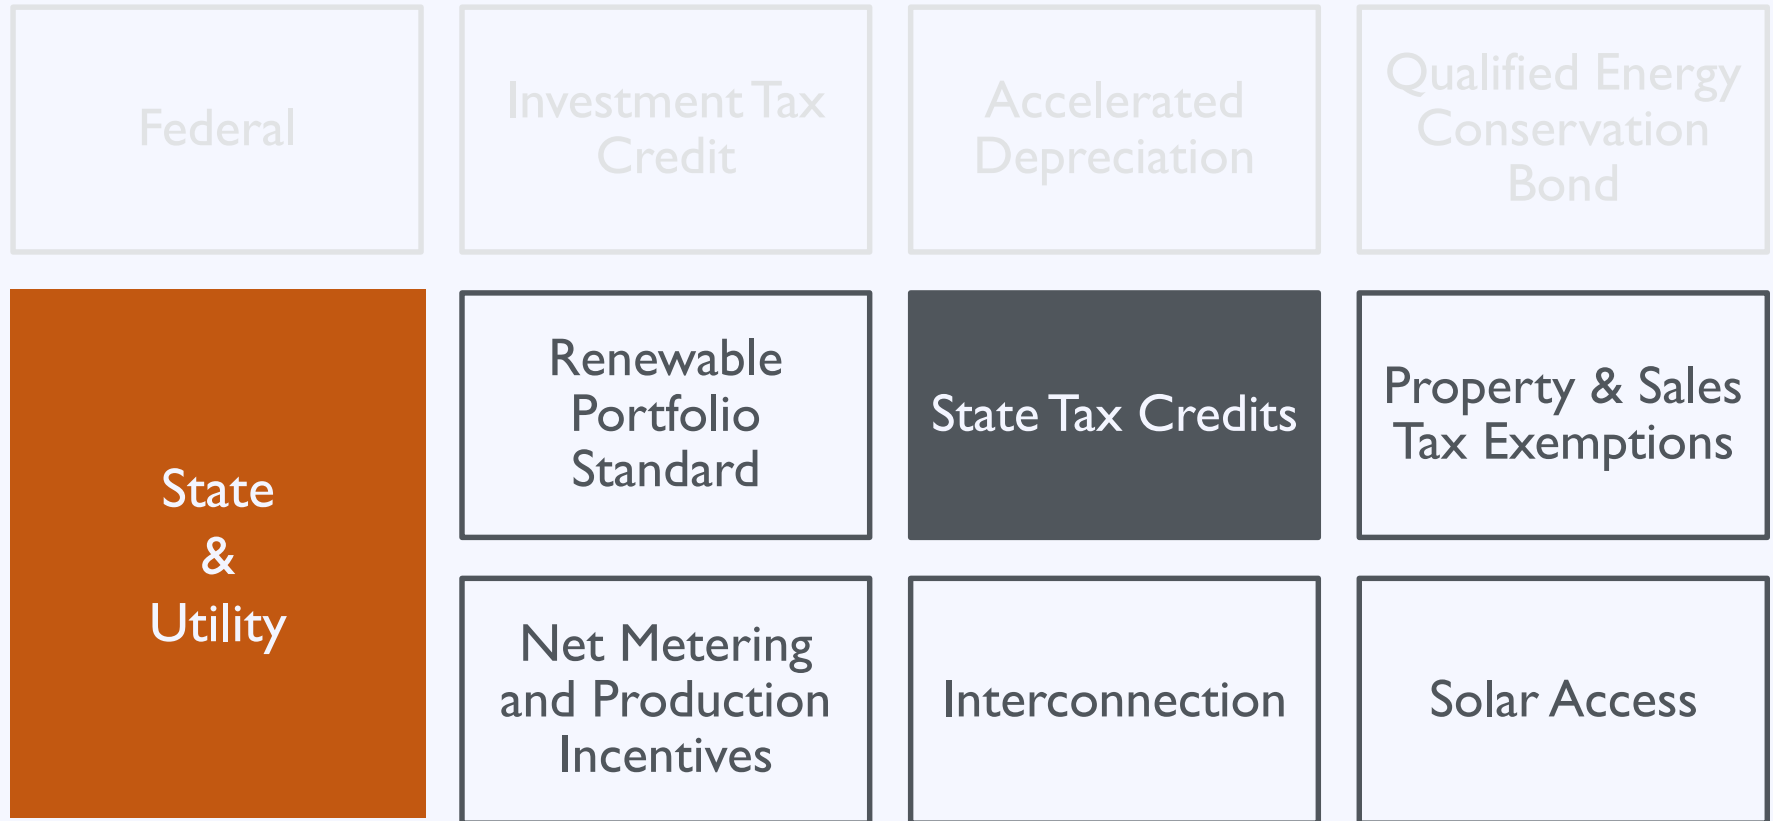 Federal
Investment Tax
Credit
Accelerated
Depreciation
Qualified Energy
Conservation
Bond
State
&
Utility
Renewable
Portfolio
Standard
State Tax Credits
Property & Sales
Tax Exemptions
Net Metering
and Production
Incentives
Interconnection
Solar Access